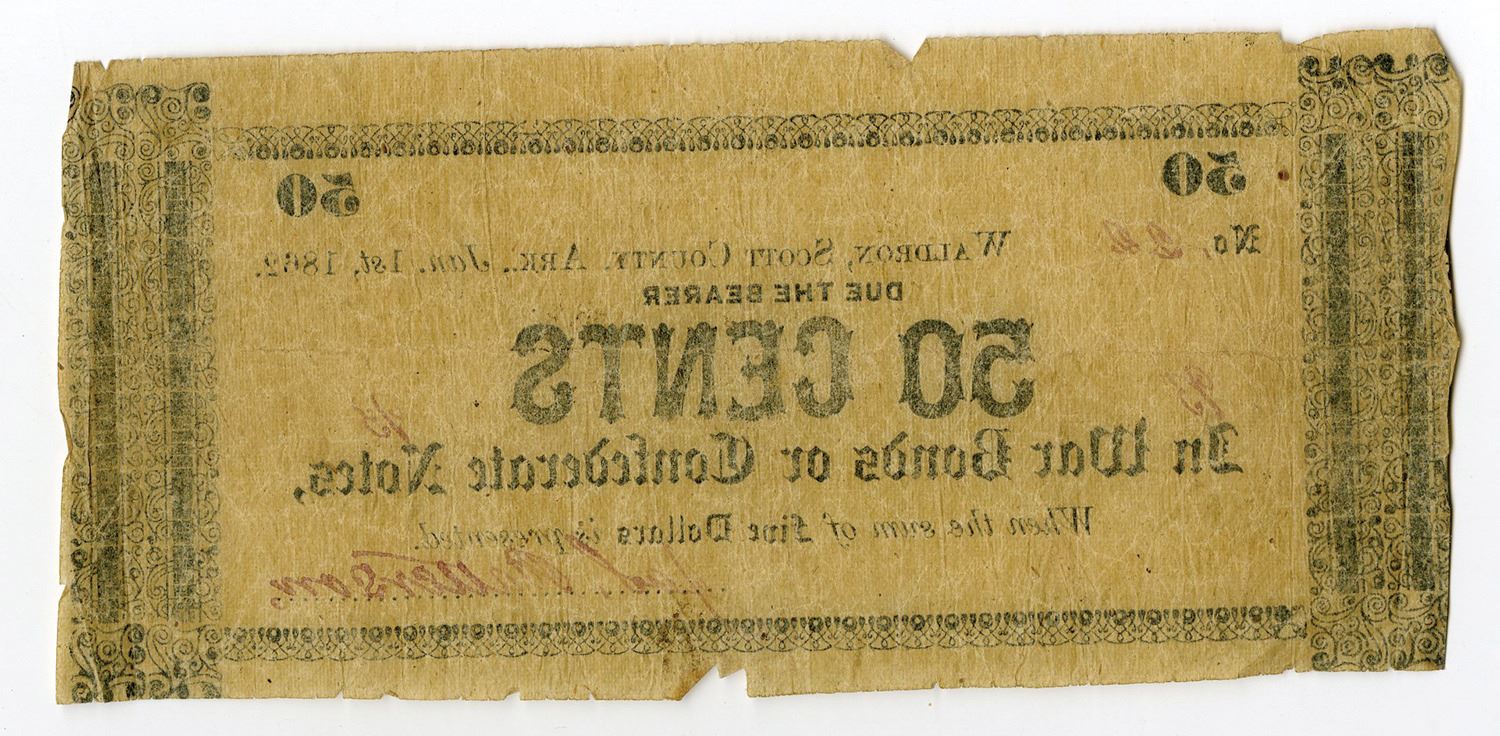 50 50
No.
WALDRON, SCOTT COUNTY, ARK., Jan. 1st, 1862.
DUE THE BEARER
50 CENTS
In War Bonds or Confederate Notes,
When the sum of Five Dollars is presented.